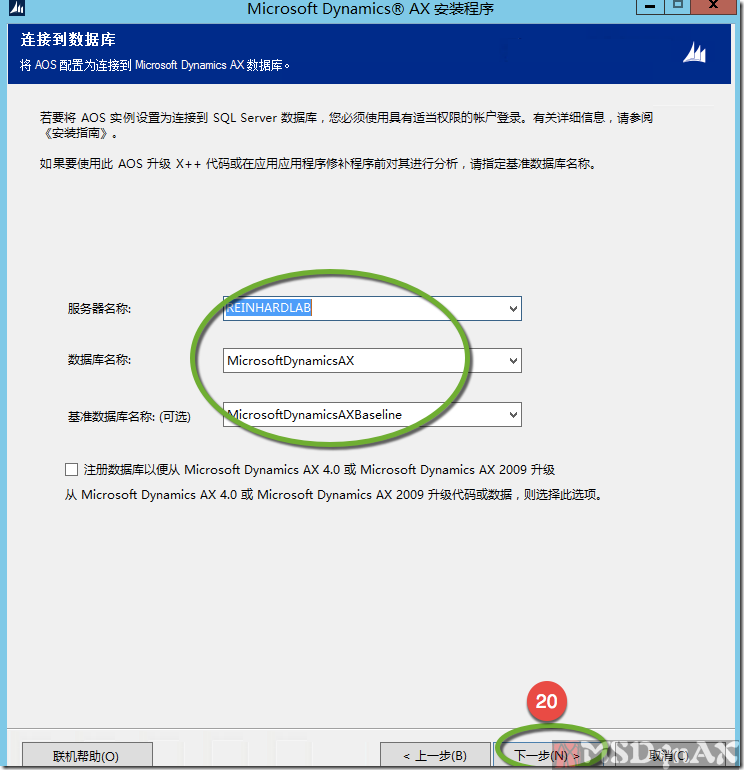 Microsoft Dynamics® AX 安装程序
连接到数据库
将 AOS 配置为连接到 Microsoft Dynamics AX 数据库。
若要将 AOS 实例设置为连接到 SQL Server 数据库，您必须使用具有适当权限的帐户登录。有关详细信息，请参阅
《安装指南》。
如果要使用此 AOS 升级 X++ 代码或在应用应用程序修补程序前对其进行分析，请指定基准数据库名称。
服务器名称:
REINHARDLAB
数据库名称:
MicrosoftDynamicsAX
基准数据库名称: (可选)
MicrosoftDynamicsAXBaseline
注册数据库以便从 Microsoft Dynamics AX 4.0 或 Microsoft Dynamics AX 2009 升级
从 Microsoft Dynamics AX 4.0 或 Microsoft Dynamics AX 2009 升级代码或数据，则选择此选项。
20
联机帮助(O)
< 上一步(B)
下一步(N) >
取消(C)
MSDynAX